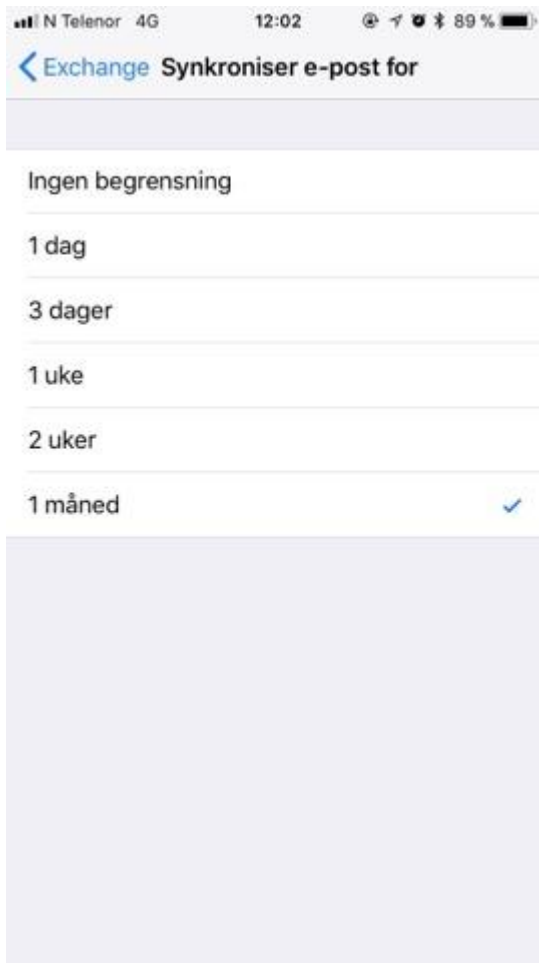 N Telenor 4G 12:02 89 %
Exchange Synkroniser e-post for
Ingen begrensning
1 dag
3 dager
1 uke
2 uker
1 måned